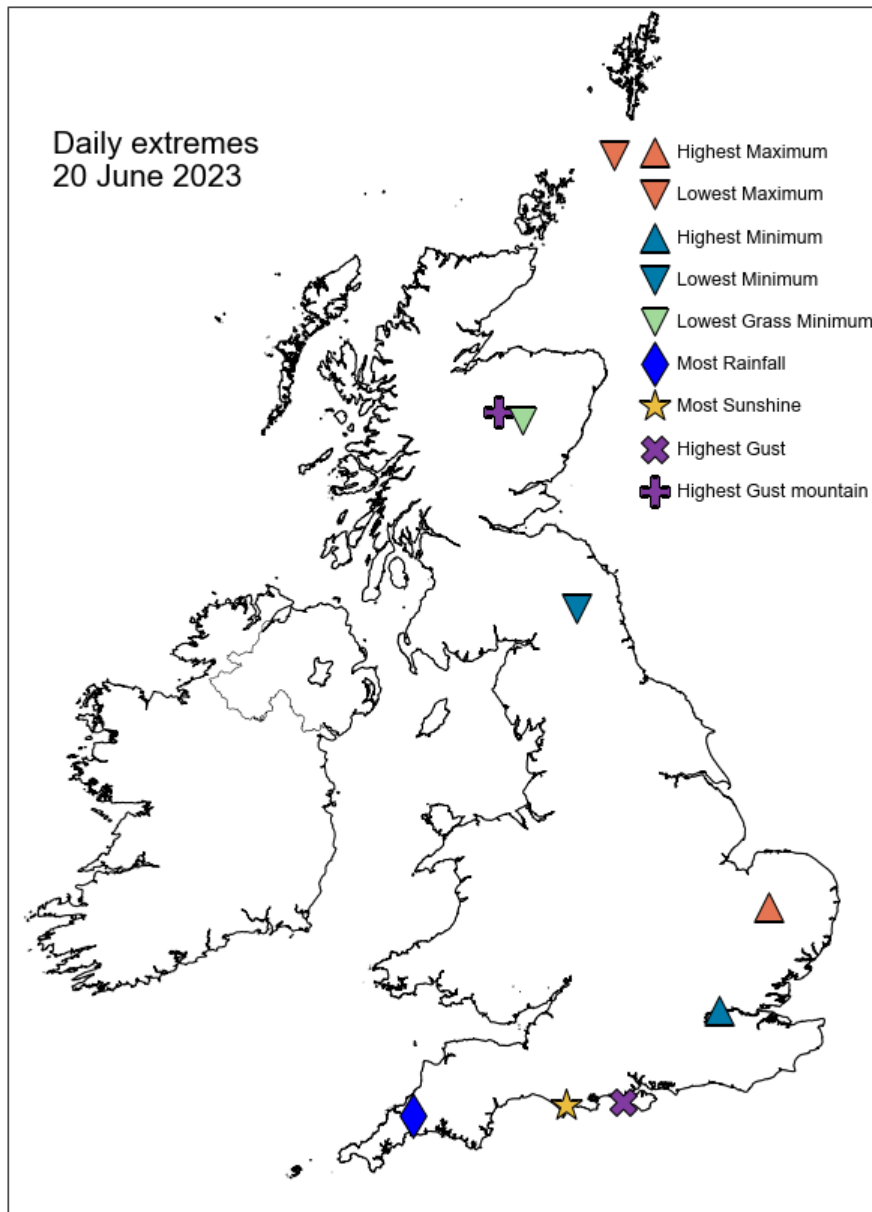 Daily extremes
20 June 2023
Highest Maximum
Lowest Maximum
Highest Minimum
Lowest Minimum
Lowest Grass Minimum
Most Rainfall
Most Sunshine
Highest Gust
Highest Gust mountain